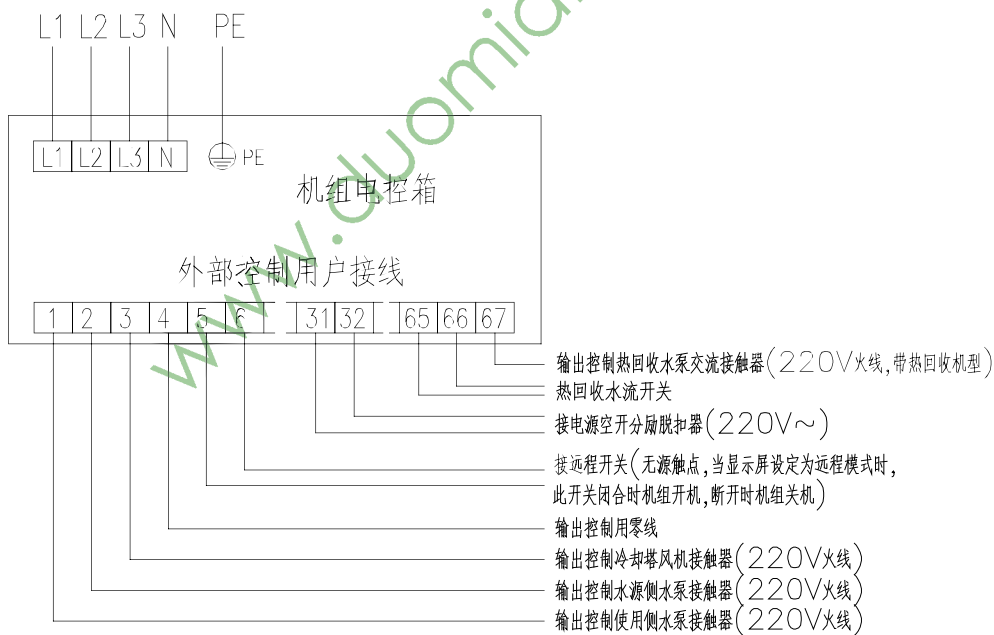 L1 L2 L3 N PE
L1 L2 L3 N PE
机组电控箱
外部控制用户接线
1 2 3 4 5 6 31 32 65 66 67
输出控制热回收水泵交流接触器(220V火线,带热回收机型)
热回收水流开关
接电源空开分励脱扣器(220V～)
接远程开关(无源触点,当显示屏设定为远程模式时,
此开关闭合时机组开机,断开时机组关机)
输出控制用零线
输出控制冷却塔风机接触器(220V火线)
输出控制水源侧水泵接触器(220V火线)
输出控制使用侧水泵接触器(220V火线)
www.duomia